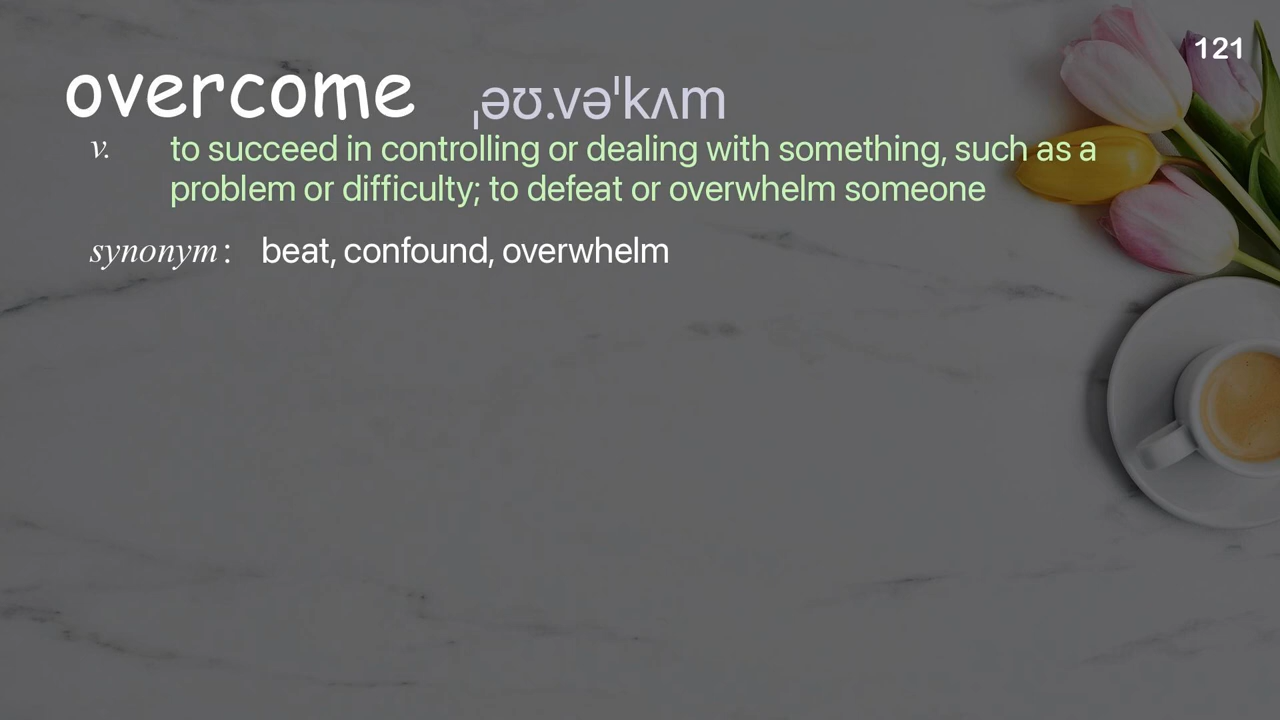 121
overcome ˌəʊ.vəˈkʌm
v. to succeed in controlling or dealing with something, such as a
problem or difficulty; to defeat or overwhelm someone
synonym: beat, confound, overwhelm